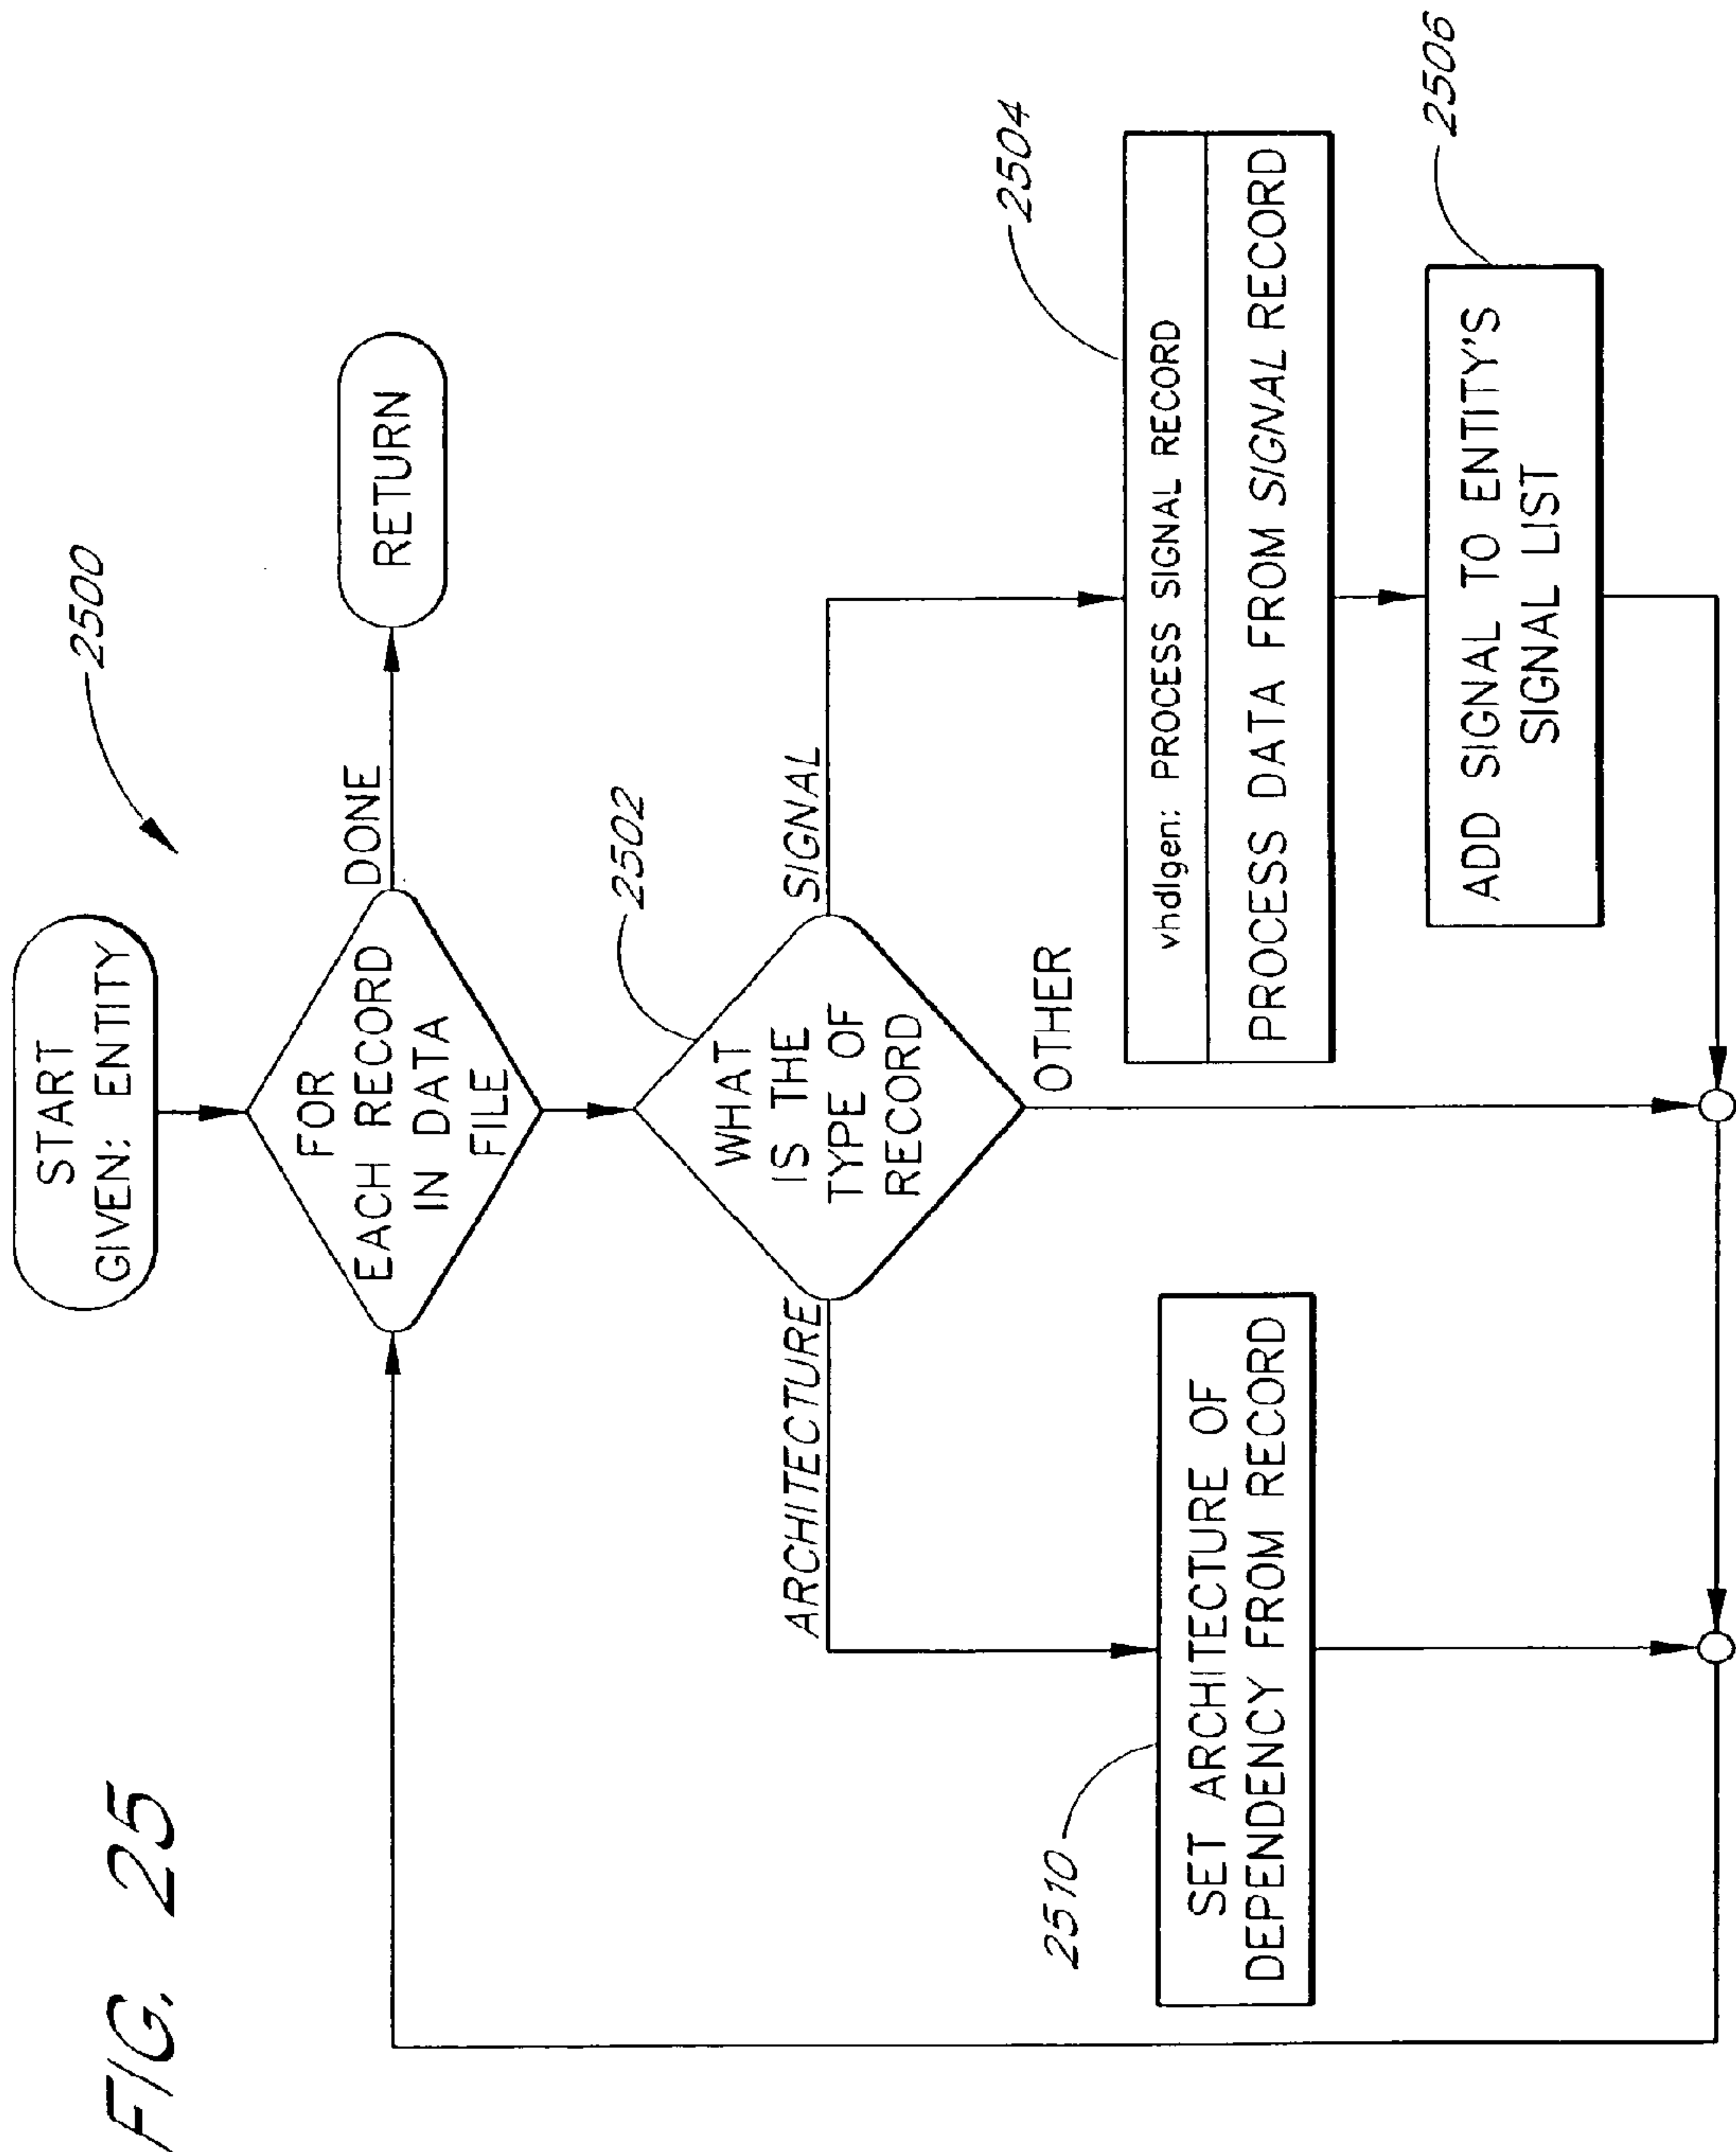 FIG. 25
2500
START
GIVEN: ENTITY
FOR
EACH RECORD
IN DATA
FILE
DONE
RETURN
2502
WHAT
IS THE
TYPE OF
RECORD
ARCHITECTURE
SIGNAL
OTHER
2510
SET ARCHITECTURE OF
DEPENDENCY FROM RECORD
2504
vhdlgen: PROCESS SIGNAL RECORD
PROCESS DATA FROM SIGNAL RECORD
2506
ADD SIGNAL TO ENTITY'S
SIGNAL LIST